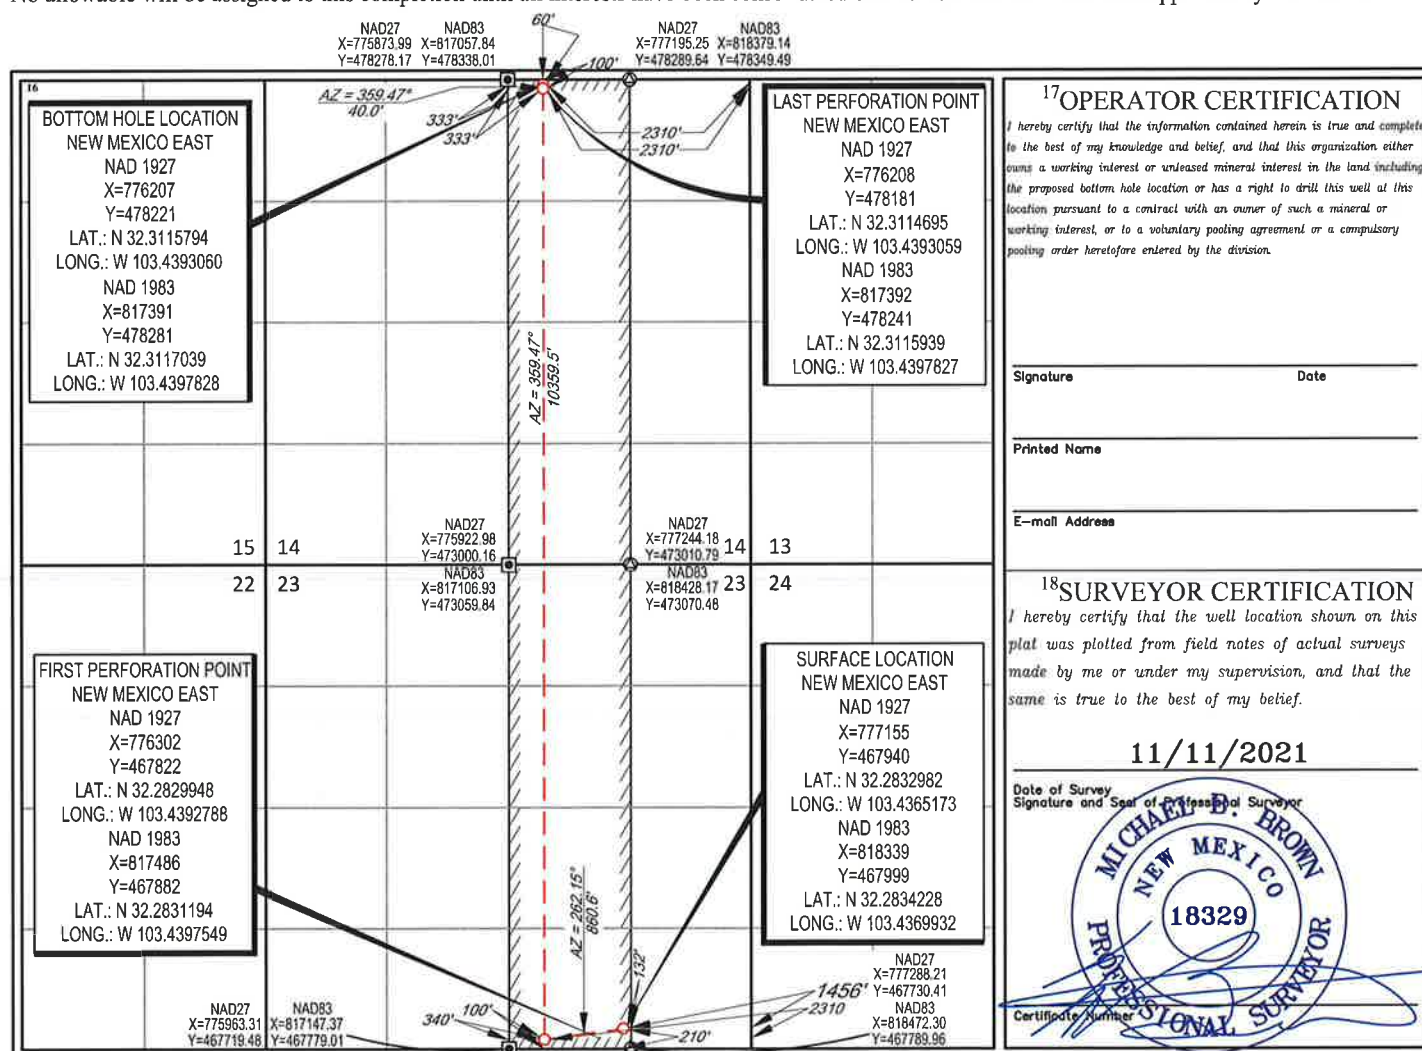 NAD27 NAD83
X=775873.99 X=817057.84
Y=478278.17 Y=478338.01
60'
NAD27 NAD83
X=777195.25 X=818379.14
Y=478289.64 Y=478349.49
100'
16
AZ = 359.47°
40.0'
333'
333'
2310'
2310'
BOTTOM HOLE LOCATION
NEW MEXICO EAST
NAD 1927
X=776207
Y=478221
LAT.: N 32.3115794
LONG.: W 103.4393060
NAD 1983
X=817391
Y=478281
LAT.: N 32.3117039
LONG.: W 103.4397828
LAST PERFORATION POINT
NEW MEXICO EAST
NAD 1927
X=776208
Y=478181
LAT.: N 32.3114695
LONG.: W 103.4393059
NAD 1983
X=817392
Y=478241
LAT.: N 32.3115939
LONG.: W 103.4397827
AZ = 359.47°
10359.5'
NAD27
X=775922.98
Y=473000.16
NAD83
X=817106.93
Y=473059.84
NAD27
X=777244.18
Y=473010.79
NAD83
X=818428.17
Y=473070.48
15 14
22 23
14 13
23 24
FIRST PERFORATION POINT
NEW MEXICO EAST
NAD 1927
X=776302
Y=467822
LAT.: N 32.2829948
LONG.: W 103.4392788
NAD 1983
X=817486
Y=467882
LAT.: N 32.2831194
LONG.: W 103.4397549
SURFACE LOCATION
NEW MEXICO EAST
NAD 1927
X=777155
Y=467940
LAT.: N 32.2832982
LONG.: W 103.4365173
NAD 1983
X=818339
Y=467999
LAT.: N 32.2834228
LONG.: W 103.4369932
AZ = 262.15°
860.6'
132'
NAD27 NAD83
X=775963.31 X=817147.37
Y=467719.48 Y=467779.01
340'
100'
1456'
2310
210'
NAD27
X=777288.21
Y=467730.41
NAD83
X=818472.30
Y=467789.96
17OPERATOR CERTIFICATION
I hereby certify that the information contained herein is true and complete
to the best of my knowledge and belief, and that this organization either
owns a working interest or unleased mineral interest in the land including
the proposed bottom hole location or has a right to drill this well at this
location pursuant to a contract with an owner of such a mineral or
working interest, or to a voluntary pooling agreement or a compulsory
pooling order heretofore entered by the division.
Signature Date
Printed Name
E-mail Address
18SURVEYOR CERTIFICATION
I hereby certify that the well location shown on this
plat was plotted from field notes of actual surveys
made by me or under my supervision, and that the
same is true to the best of my belief.
11/11/2021
Date of Survey
Signature and Seal of Professional Surveyor
MICHAEL D. BROWN
NEW MEXICO
18329
PROFESSIONAL SURVEYOR
Certificate Number